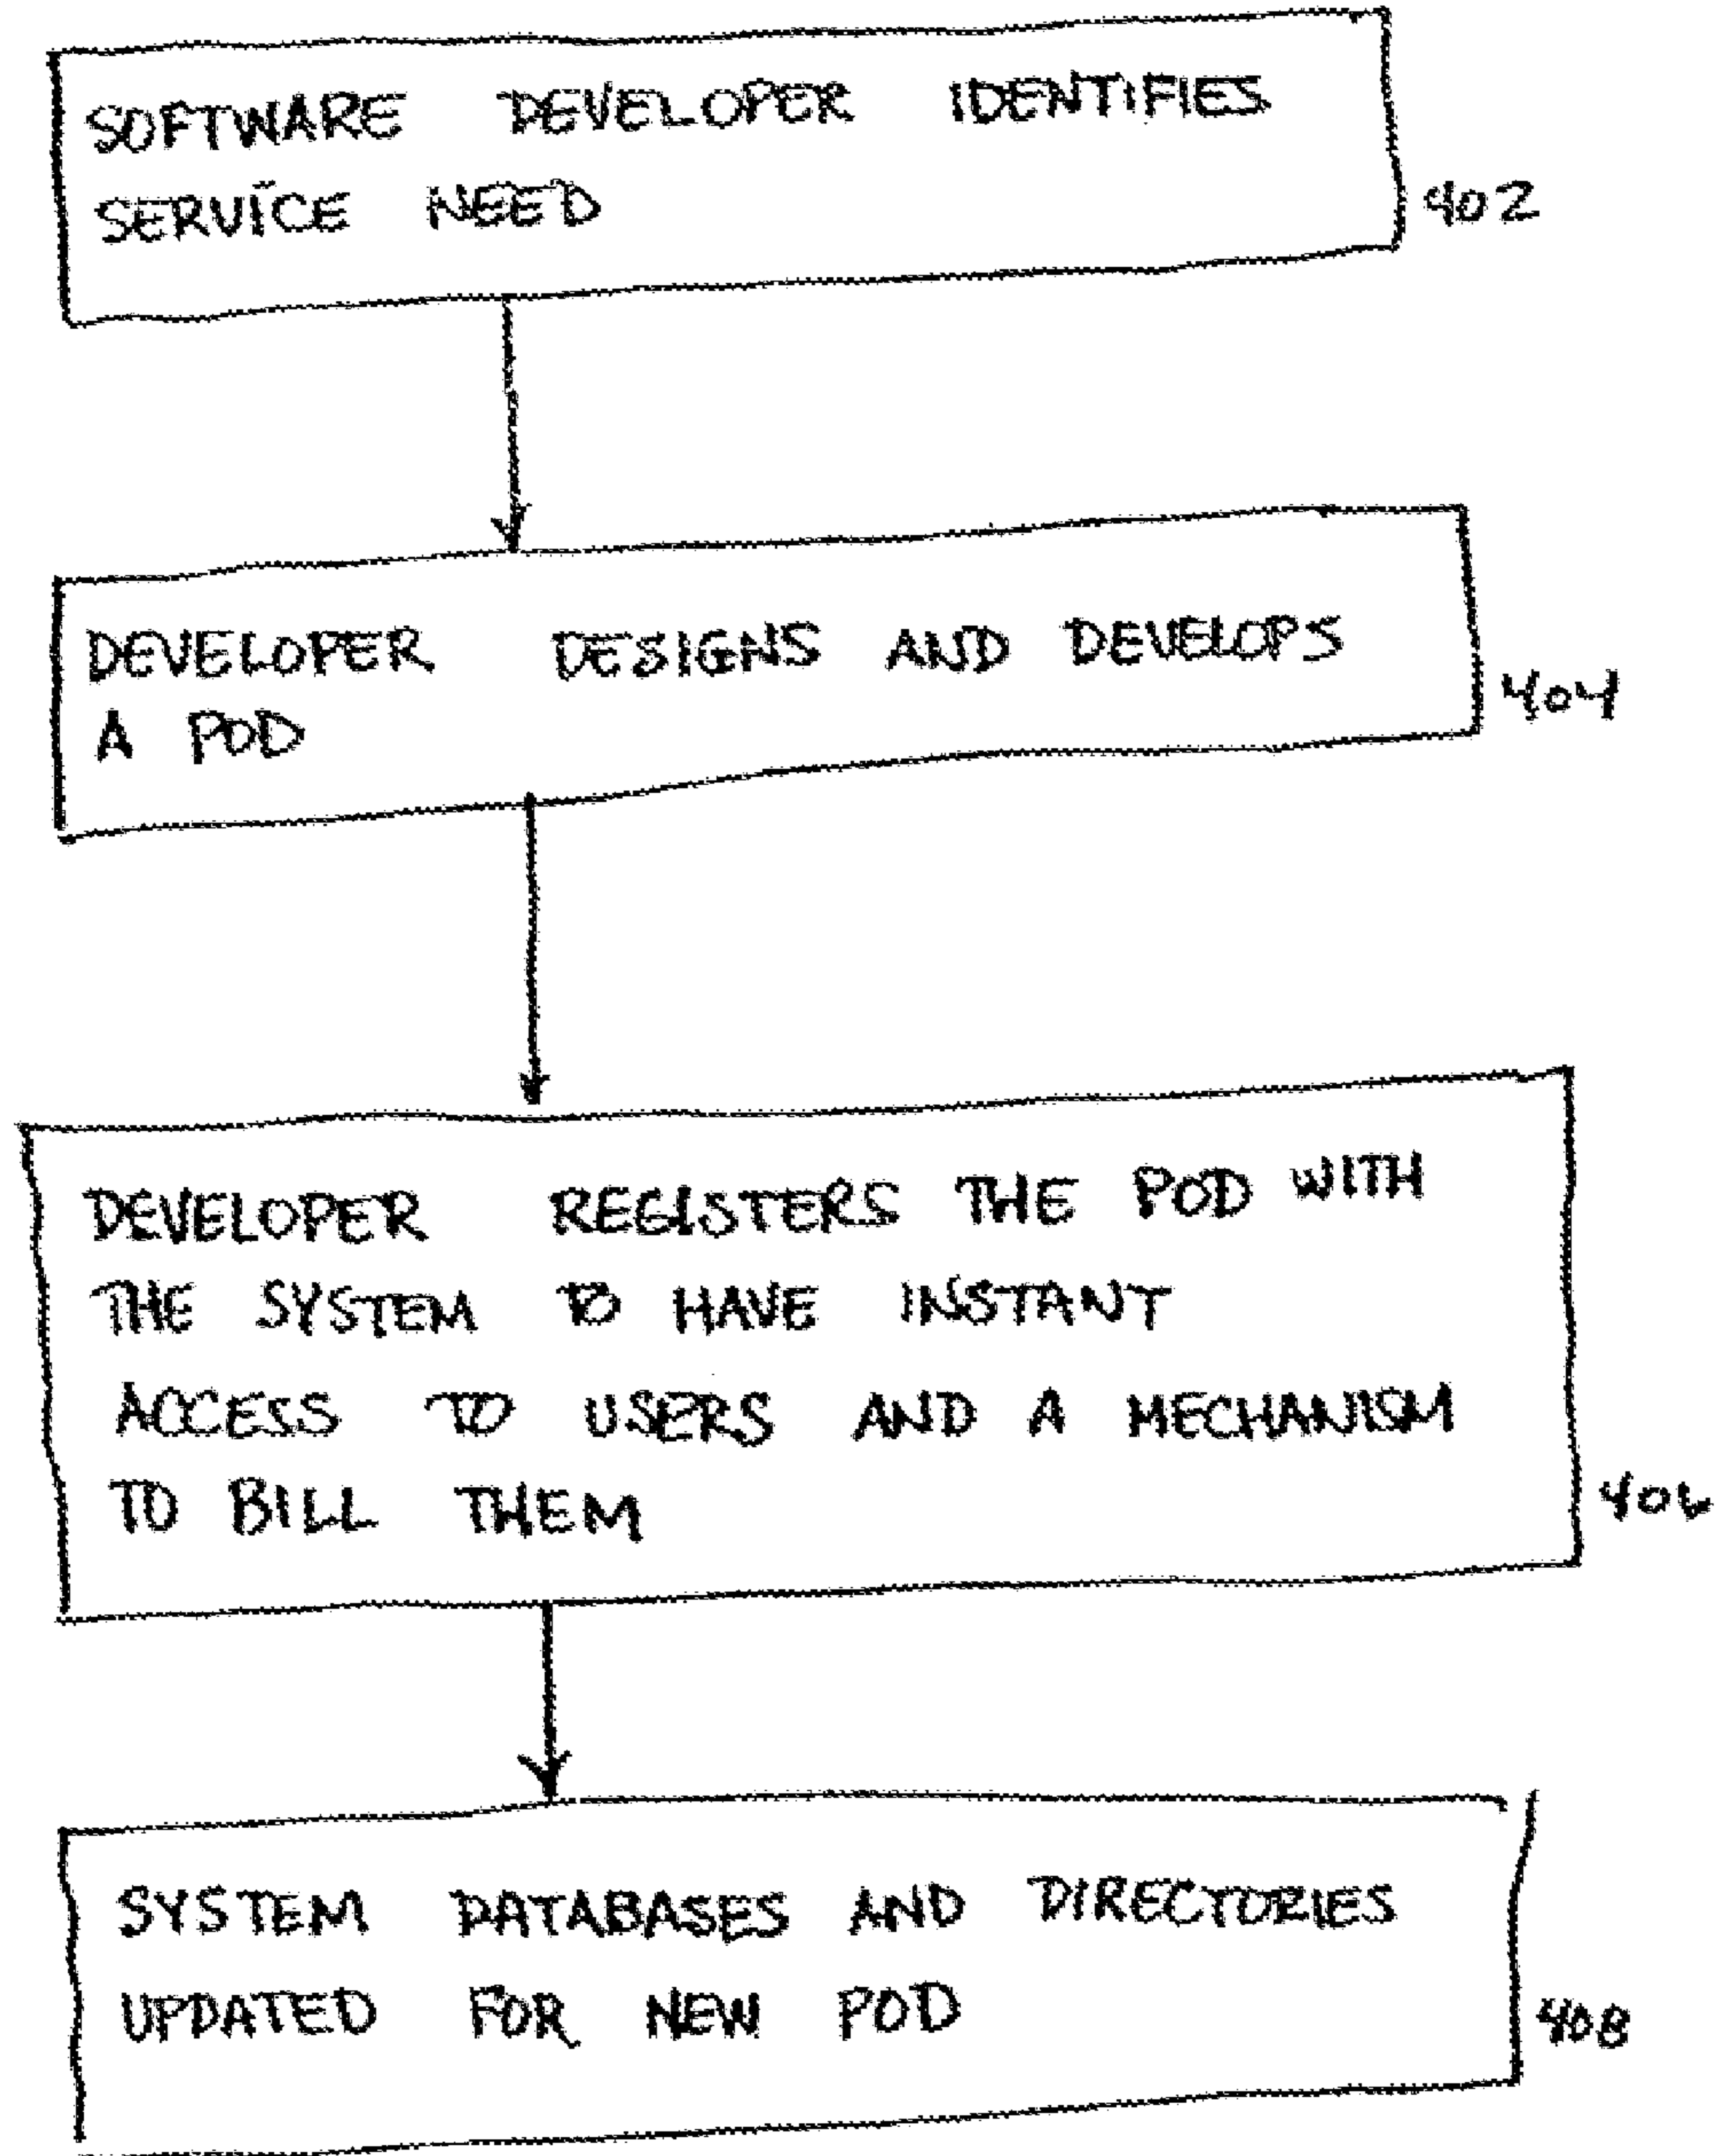 SOFTWARE DEVELOPER IDENTIFIES
SERVICE NEED
402
DEVELOPER DESIGNS AND DEVELOPS
A POD
404
DEVELOPER REGISTERS THE POD WITH
THE SYSTEM TO HAVE INSTANT
ACCESS TO USERS AND A MECHANISM
TO BILL THEM
406
SYSTEM DATABASES AND DIRECTORIES
UPDATED FOR NEW POD
408